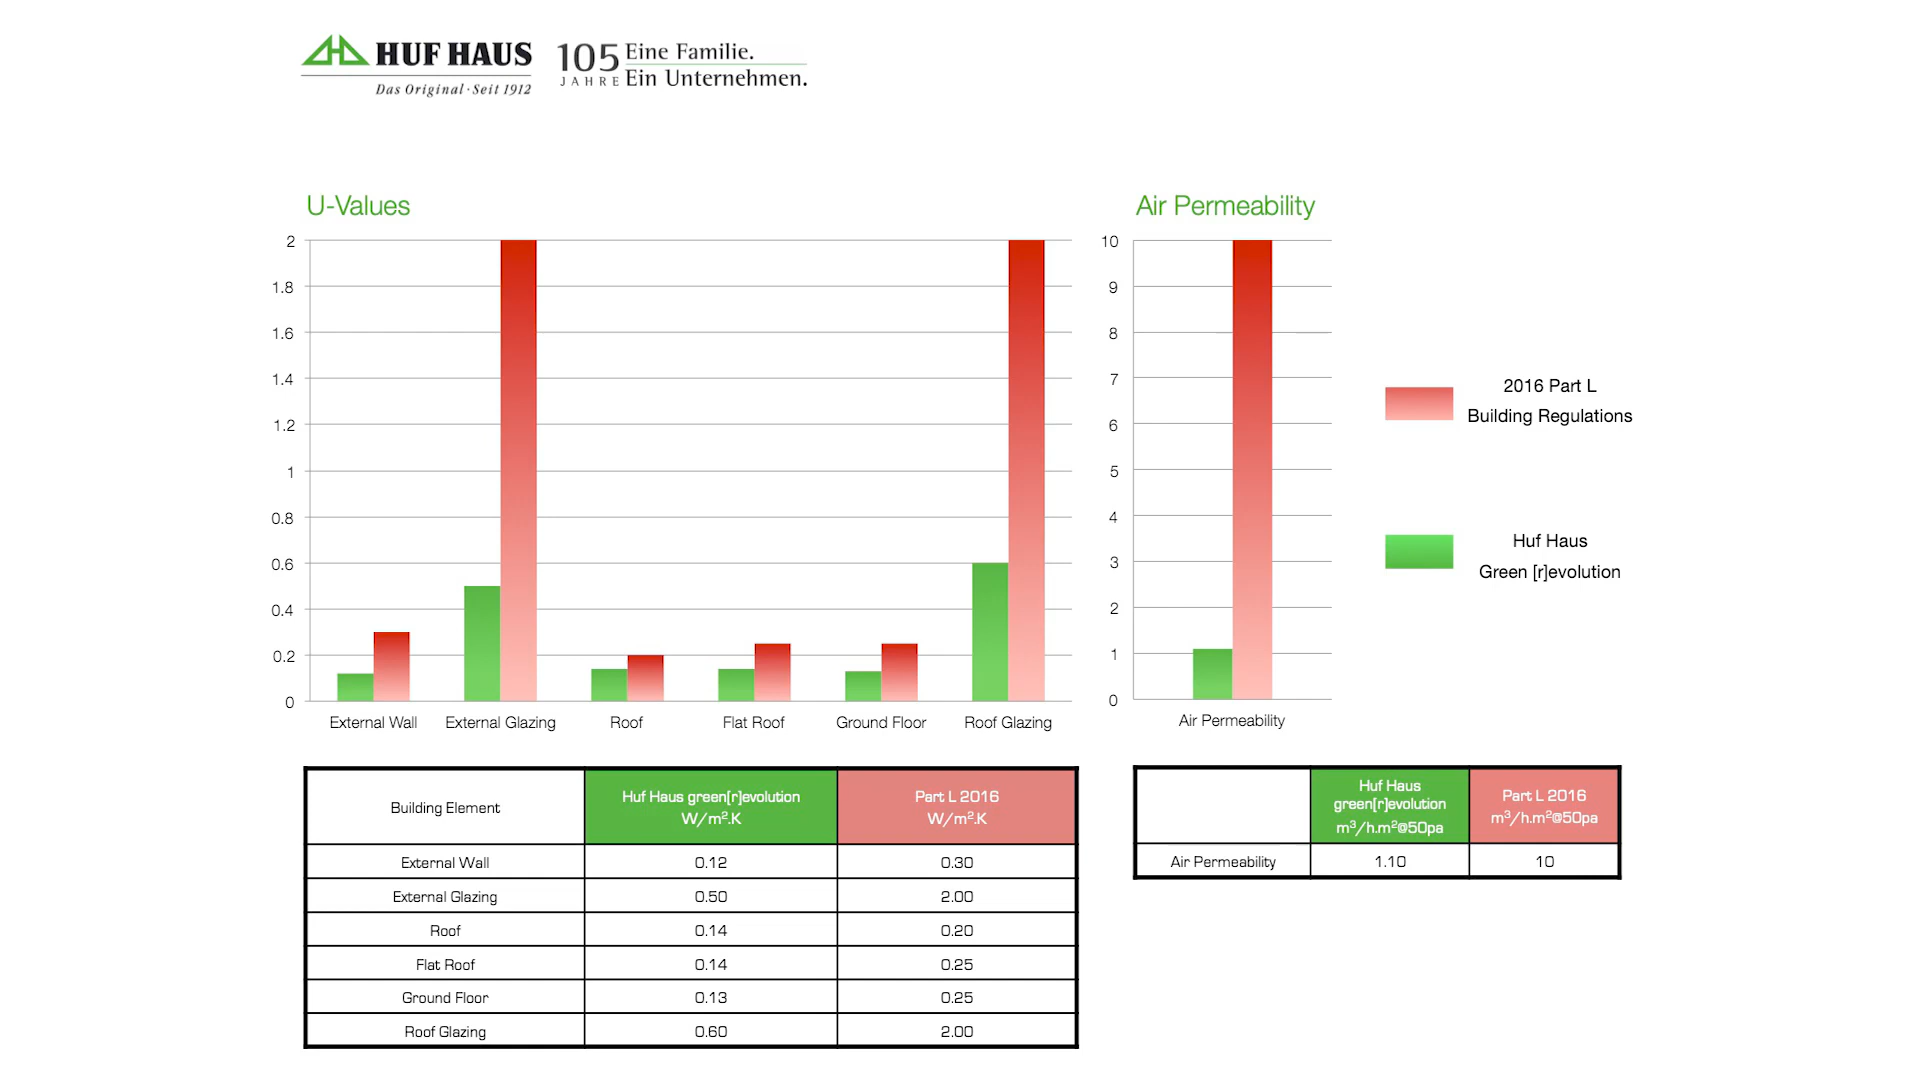 HUF HAUS
Das Original · Seit 1912
105 JAHRE
Eine Familie.
Ein Unternehmen.
U-Values
2
1.8
1.6
1.4
1.2
1
0.8
0.6
0.4
0.2
0
External Wall External Glazing Roof Flat Roof Ground Floor Roof Glazing
Air Permeability
10
9
8
7
6
5
4
3
2
1
0
Air Permeability
2016 Part L
Building Regulations
Huf Haus
Green [r]evolution
Building Element Huf Haus green[r]evolution W/m².K Part L 2016 W/m².K
External Wall 0.12 0.30
External Glazing 0.50 2.00
Roof 0.14 0.20
Flat Roof 0.14 0.25
Ground Floor 0.13 0.25
Roof Glazing 0.60 2.00
Huf Haus green[r]evolution m³/h.m²@50pa Part L 2016 m³/h.m²@50pa
Air Permeability 1.10 10